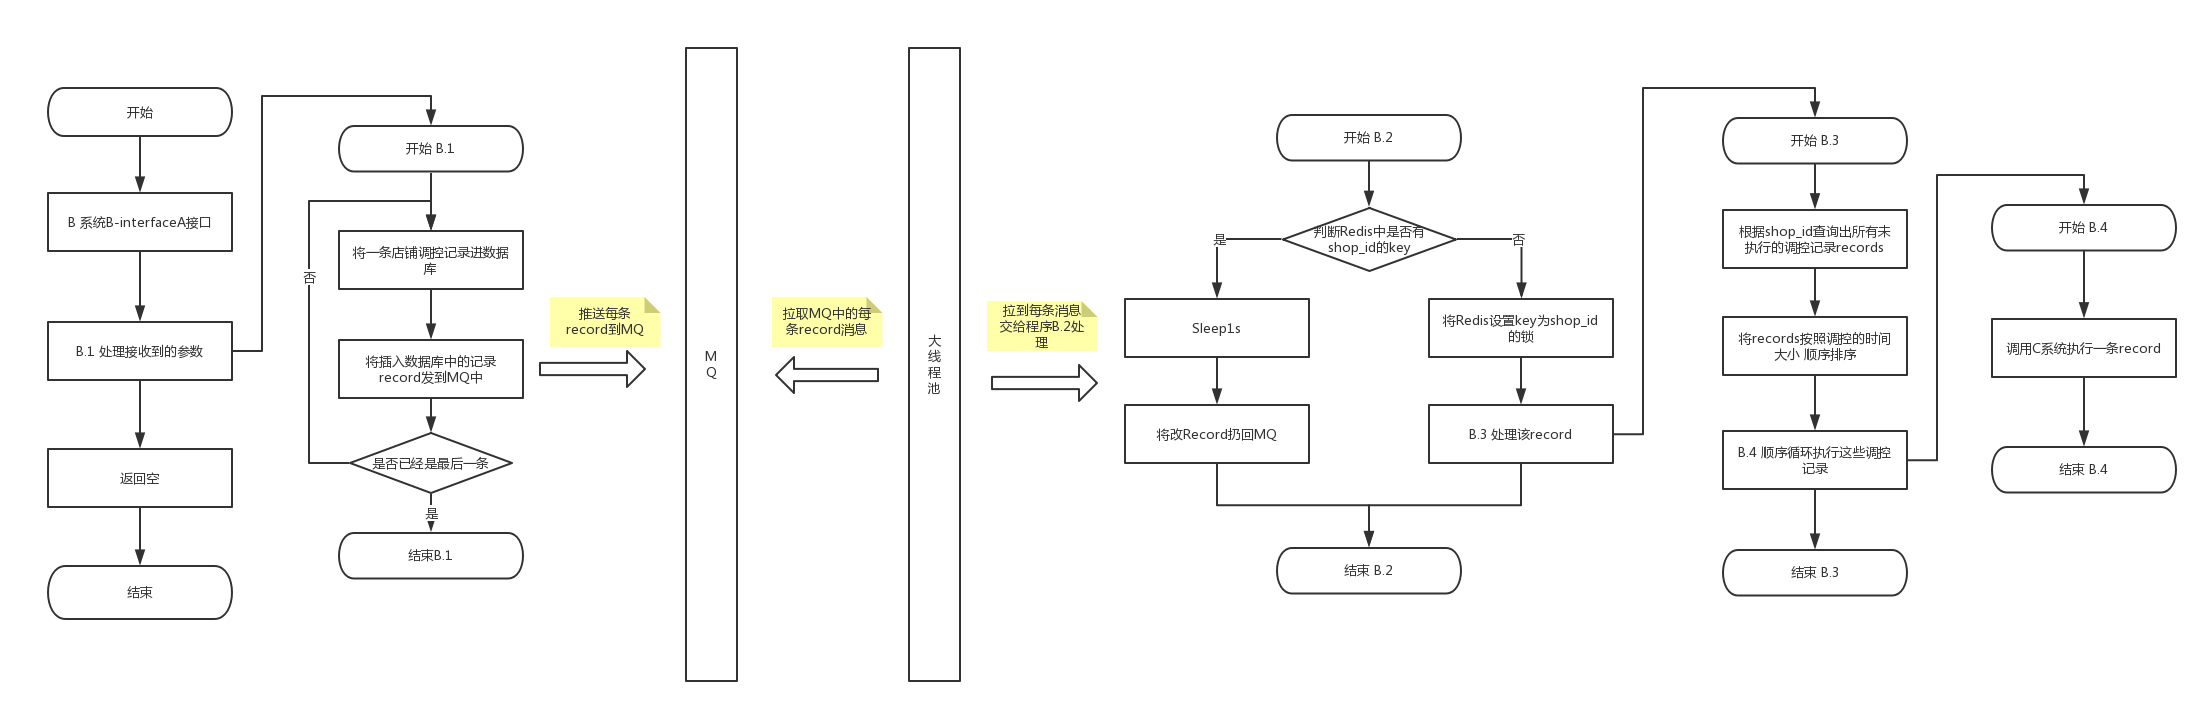 开始
B 系统B-interfaceA接口
B.1 处理接收到的参数
返回空
结束
开始 B.1
将一条店铺调控记录进数据
库
将插入数据库中的记录
record发到MQ中
是否已经是最后一条
否
是
结束B.1
推送每条
record到MQ
M
Q
拉取MQ中的每
条record消息
大
线
程
池
拉到每条消息
交给程序B.2处
理
开始 B.2
判断Redis中是否有
shop_id的key
是
否
Sleep1s
将改Record扔回MQ
将Redis设置key为shop_id
的锁
B.3 处理该record
结束 B.2
开始 B.3
根据shop_id查询出所有未
执行的调控记录records
将records按照调控的时间
大小 顺序排序
B.4 顺序循环执行这些调控
记录
结束 B.3
开始 B.4
调用C系统执行一条record
结束 B.4